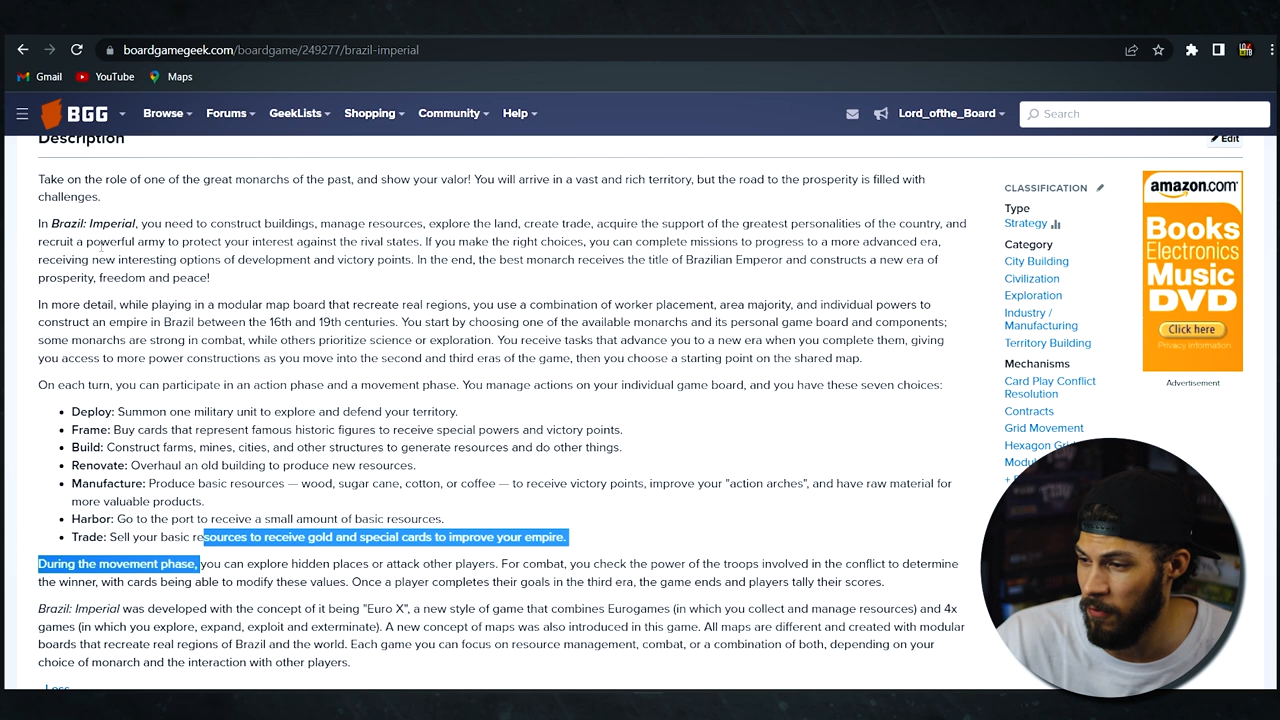 boardgamegeek.com/boardgame/249277/brazil-imperial
Gmail YouTube Maps
BGG Browse Forums GeekLists Shopping Community Help Lord_ofthe_Board Search
Description
Edit
Take on the role of one of the great monarchs of the past, and show your valor! You will arrive in a vast and rich territory, but the road to the prosperity is filled with
challenges.
In Brazil: Imperial, you need to construct buildings, manage resources, explore the land, create trade, acquire the support of the greatest personalities of the country, and
recruit a powerful army to protect your interest against the rival states. If you make the right choices, you can complete missions to progress to a more advanced era,
receiving new interesting options of development and victory points. In the end, the best monarch receives the title of Brazilian Emperor and constructs a new era of
prosperity, freedom and peace!
In more detail, while playing in a modular map board that recreate real regions, you use a combination of worker placement, area majority, and individual powers to
construct an empire in Brazil between the 16th and 19th centuries. You start by choosing one of the available monarchs and its personal game board and components;
some monarchs are strong in combat, while others prioritize science or exploration. You receive tasks that advance you to a new era when you complete them, giving
you access to more power constructions as you move into the second and third eras of the game, then you choose a starting point on the shared map.
On each turn, you can participate in an action phase and a movement phase. You manage actions on your individual game board, and you have these seven choices:
• Deploy: Summon one military unit to explore and defend your territory.
• Frame: Buy cards that represent famous historic figures to receive special powers and victory points.
• Build: Construct farms, mines, cities, and other structures to generate resources and do other things.
• Renovate: Overhaul an old building to produce new resources.
• Manufacture: Produce basic resources — wood, sugar cane, cotton, or coffee — to receive victory points, improve your "action arches", and have raw material for
more valuable products.
• Harbor: Go to the port to receive a small amount of basic resources.
• Trade: Sell your basic resources to receive gold and special cards to improve your empire.
During the movement phase, you can explore hidden places or attack other players. For combat, you check the power of the troops involved in the conflict to determine
the winner, with cards being able to modify these values. Once a player completes their goals in the third era, the game ends and players tally their scores.
Brazil: Imperial was developed with the concept of it being "Euro X", a new style of game that combines Eurogames (in which you collect and manage resources) and 4x
games (in which you explore, expand, exploit and exterminate). A new concept of maps was also introduced in this game. All maps are different and created with modular
boards that recreate real regions of Brazil and the world. Each game you can focus on resource management, combat, or a combination of both, depending on your
choice of monarch and the interaction with other players.
Less
CLASSIFICATION
Type
Strategy
Category
City Building
Civilization
Exploration
Industry /
Manufacturing
Territory Building
Mechanisms
Card Play Conflict
Resolution
Contracts
Grid Movement
Hexagon
amazon.com
Books
Electronics
Music
DVD
Click here
Privacy Information
Advertisement